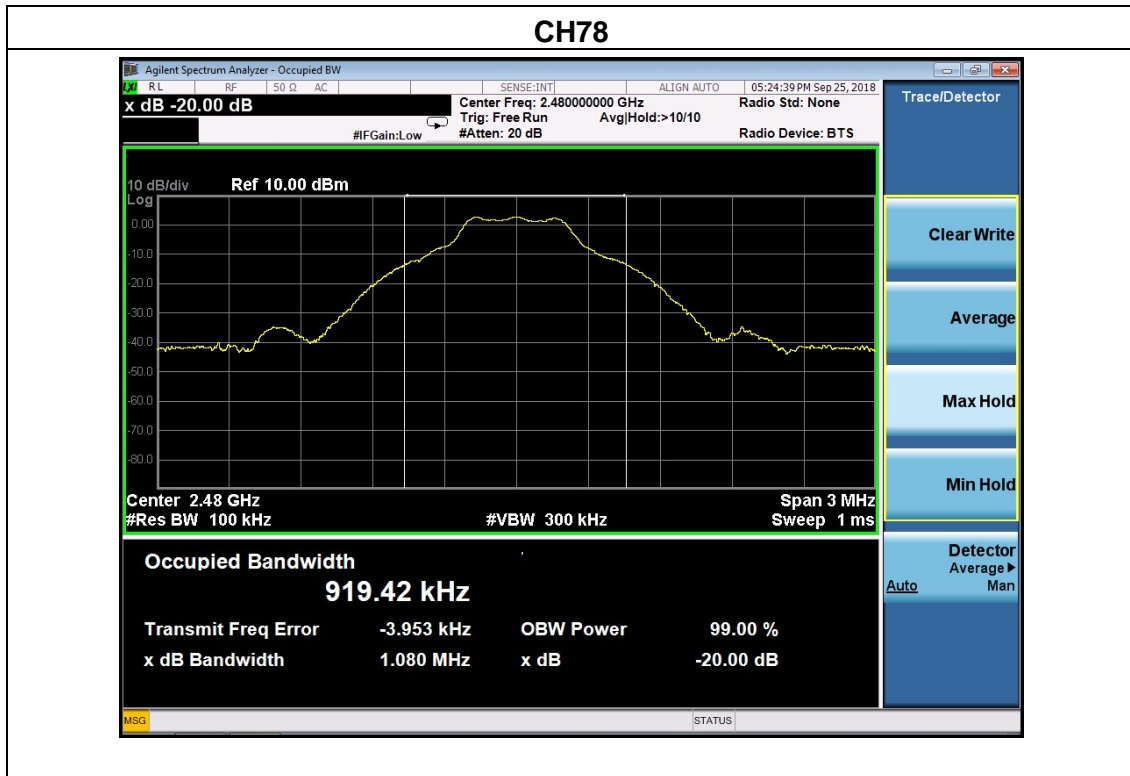 CH78
Agilent Spectrum Analyzer - Occupied BW
LXI RL RF 50 Ω AC SENSE:INT ALIGN AUTO 05:24:39 PM Sep 25, 2018
x dB -20.00 dB
Center Freq: 2.480000000 GHz Radio Std: None
Trig: Free Run Avg|Hold:>10/10
#IFGain:Low #Atten: 20 dB Radio Device: BTS
10 dB/div Ref 10.00 dBm
Log
0.00
-10.0
-20.0
-30.0
-40.0
-50.0
-60.0
-70.0
-80.0
Center 2.48 GHz Span 3 MHz
#Res BW 100 kHz #VBW 300 kHz Sweep 1 ms
Occupied Bandwidth
919.42 kHz
Transmit Freq Error -3.953 kHz OBW Power 99.00 %
x dB Bandwidth 1.080 MHz x dB -20.00 dB
MSG STATUS
Trace/Detector
Clear Write
Average
Max Hold
Min Hold
Detector
Average
Auto Man